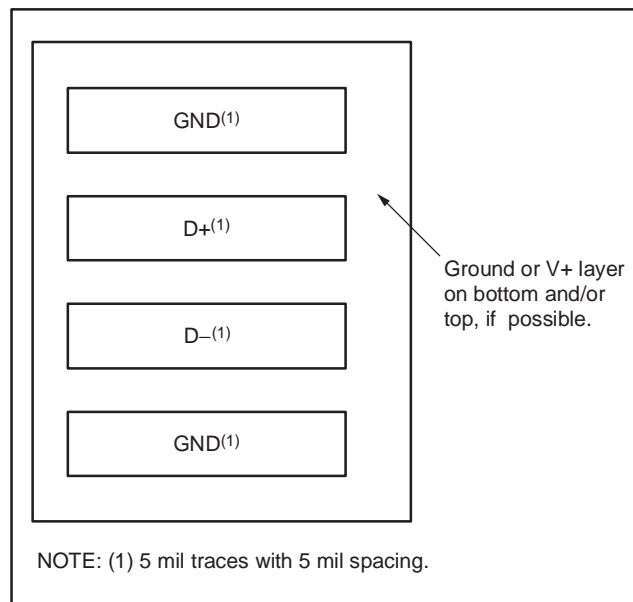 GND(1)
D+(1)
D−(1)
GND(1)
Ground or V+ layer
on bottom and/or
top, if possible.
NOTE: (1) 5 mil traces with 5 mil spacing.